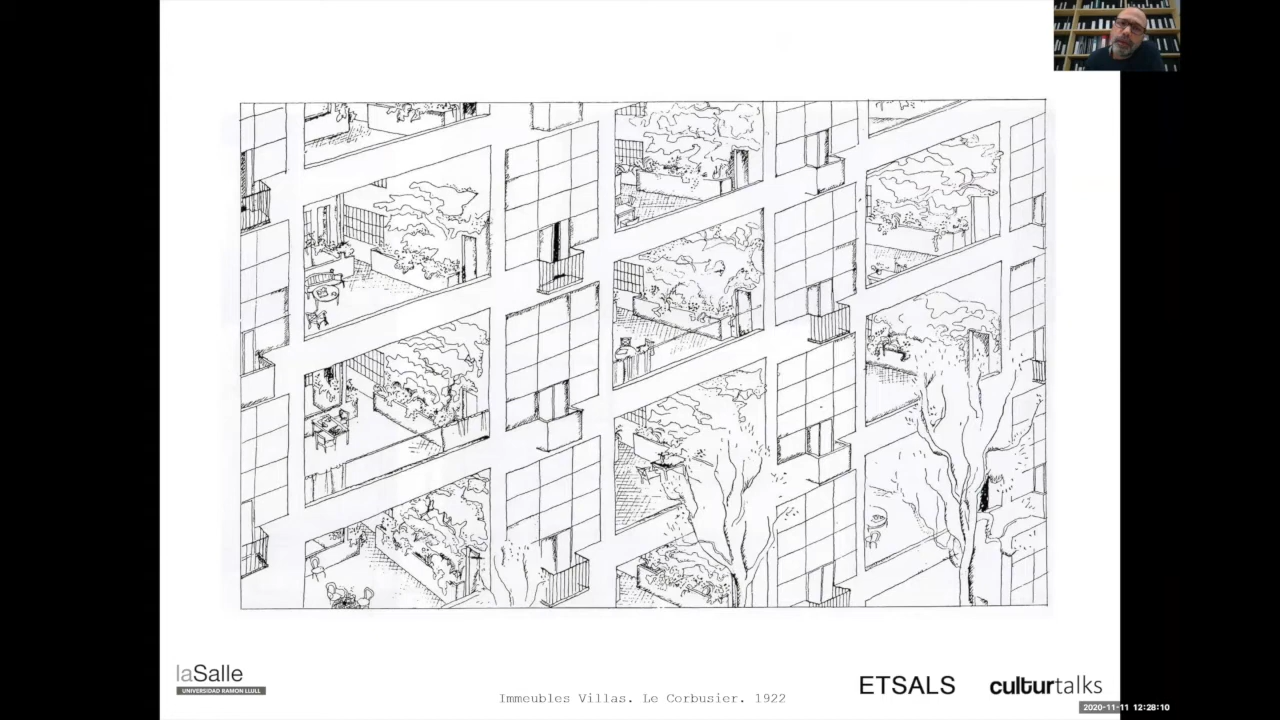 laSalle
UNIVERSIDAD RAMON LLULL
Immeubles Villas. Le Corbusier. 1922
ETSALS
culturtalks
2020-11-11 12:28:10